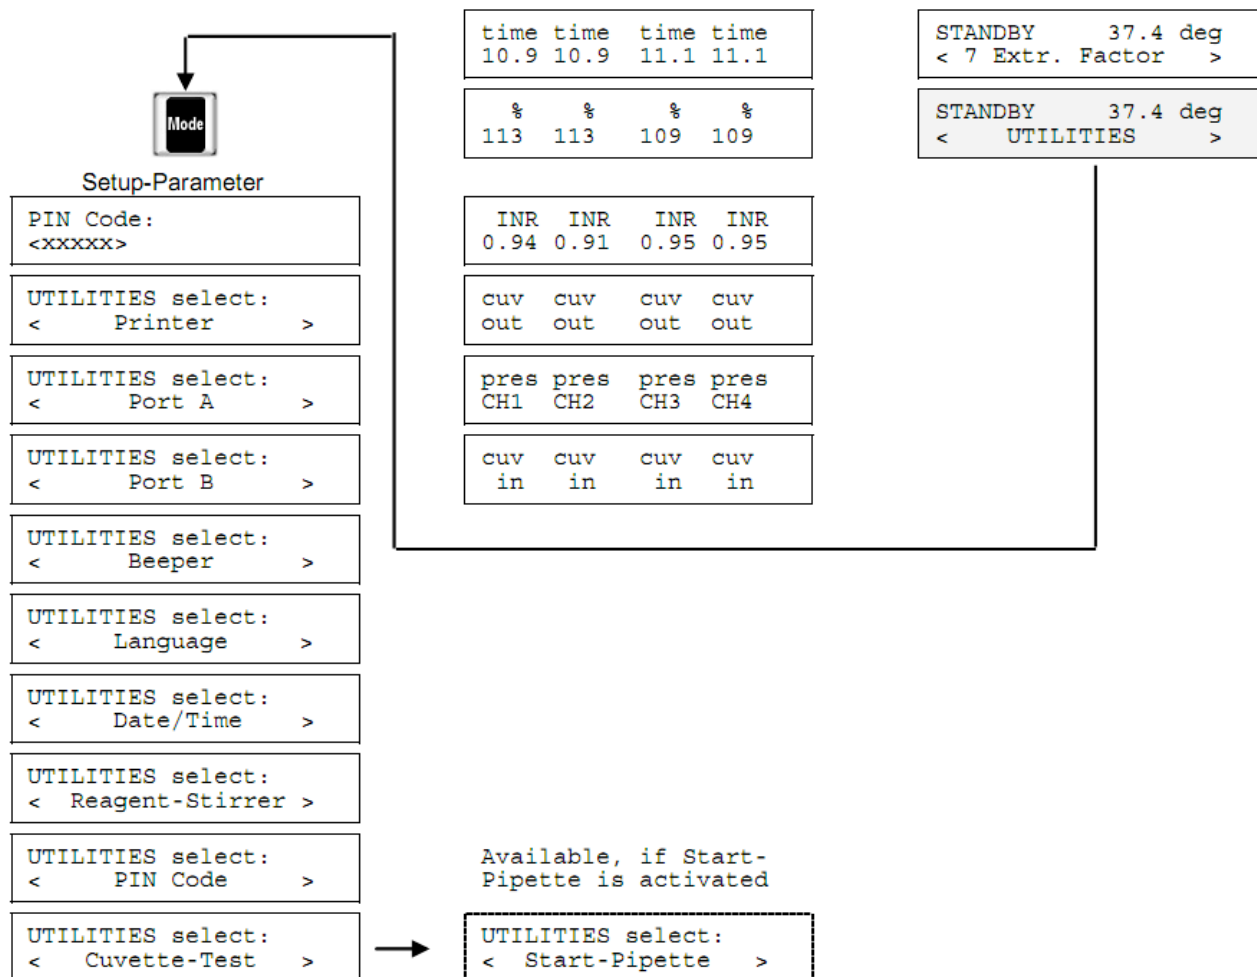 Mode
Setup-Parameter
PIN Code:
<xxxxx>
UTILITIES select:
< Printer >
UTILITIES select:
< Port A >
UTILITIES select:
< Port B >
UTILITIES select:
< Beeper >
UTILITIES select:
< Language >
UTILITIES select:
< Date/Time >
UTILITIES select:
< Reagent-Stirrer >
UTILITIES select:
< PIN Code >
UTILITIES select:
< Cuvette-Test >
time time time time
10.9 10.9 11.1 11.1
% % % %
113 113 109 109
INR INR INR INR
0.94 0.91 0.95 0.95
cuv cuv cuv cuv
out out out out
pres pres pres pres
CH1 CH2 CH3 CH4
cuv cuv cuv cuv
in in in in
Available, if Start-
Pipette is activated
UTILITIES select:
< Start-Pipette >
STANDBY 37.4 deg
< 7 Extr. Factor >
STANDBY 37.4 deg
< UTILITIES >